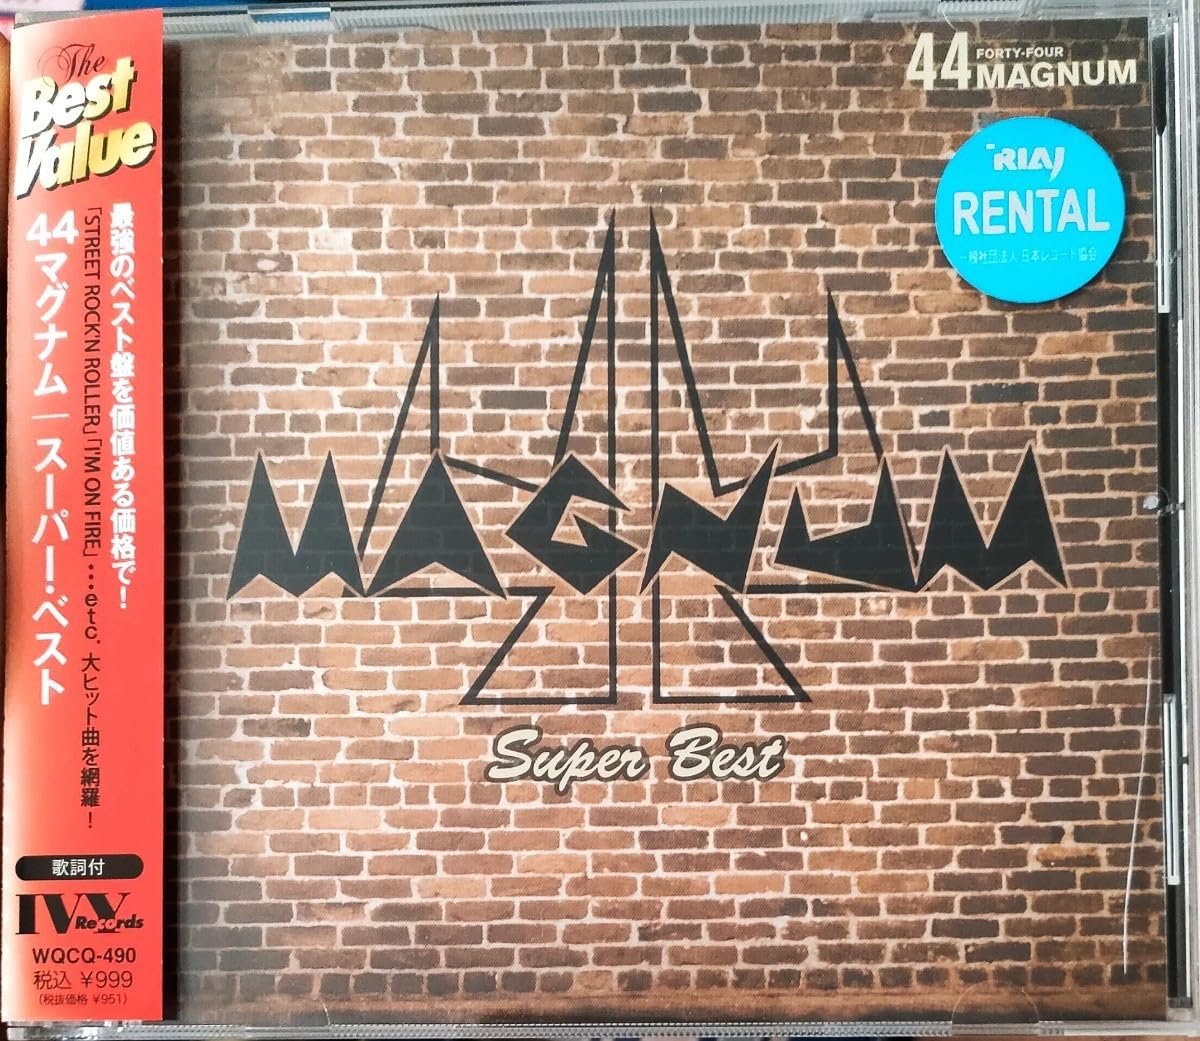 The
Best
Value
44マグナム|スーパー・ベスト
最強のベスト盤を価値ある価格で!
「STREET ROCK'N ROLLER」「I'M ON FIRE」…etc. 大ヒット曲を網羅!
歌詞付
IVY
Records
WQCQ-490
税込 ¥999
(税抜価格 ¥951)
44 FORTY-FOUR
MAGNUM
RIAJ
RENTAL
一般社団法人 日本レコード協会
44
MAGNUM
Super Best